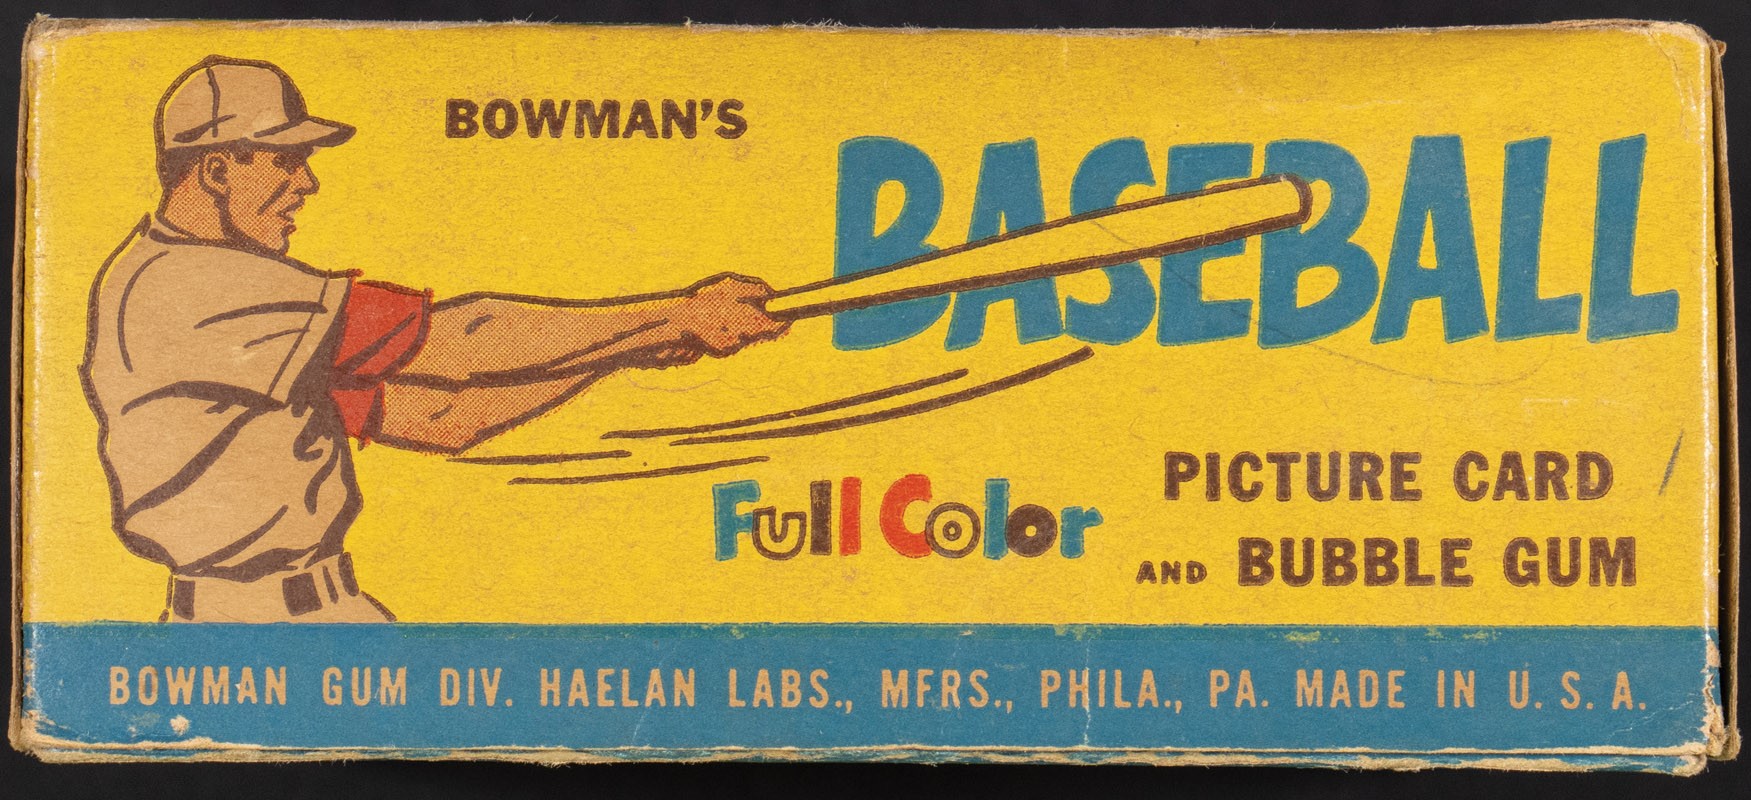 BOWMAN'S
BASEBALL
Full Color
PICTURE CARD
AND BUBBLE GUM
BOWMAN GUM DIV. HAELAN LABS., MFRS., PHILA., PA. MADE IN U.S.A.